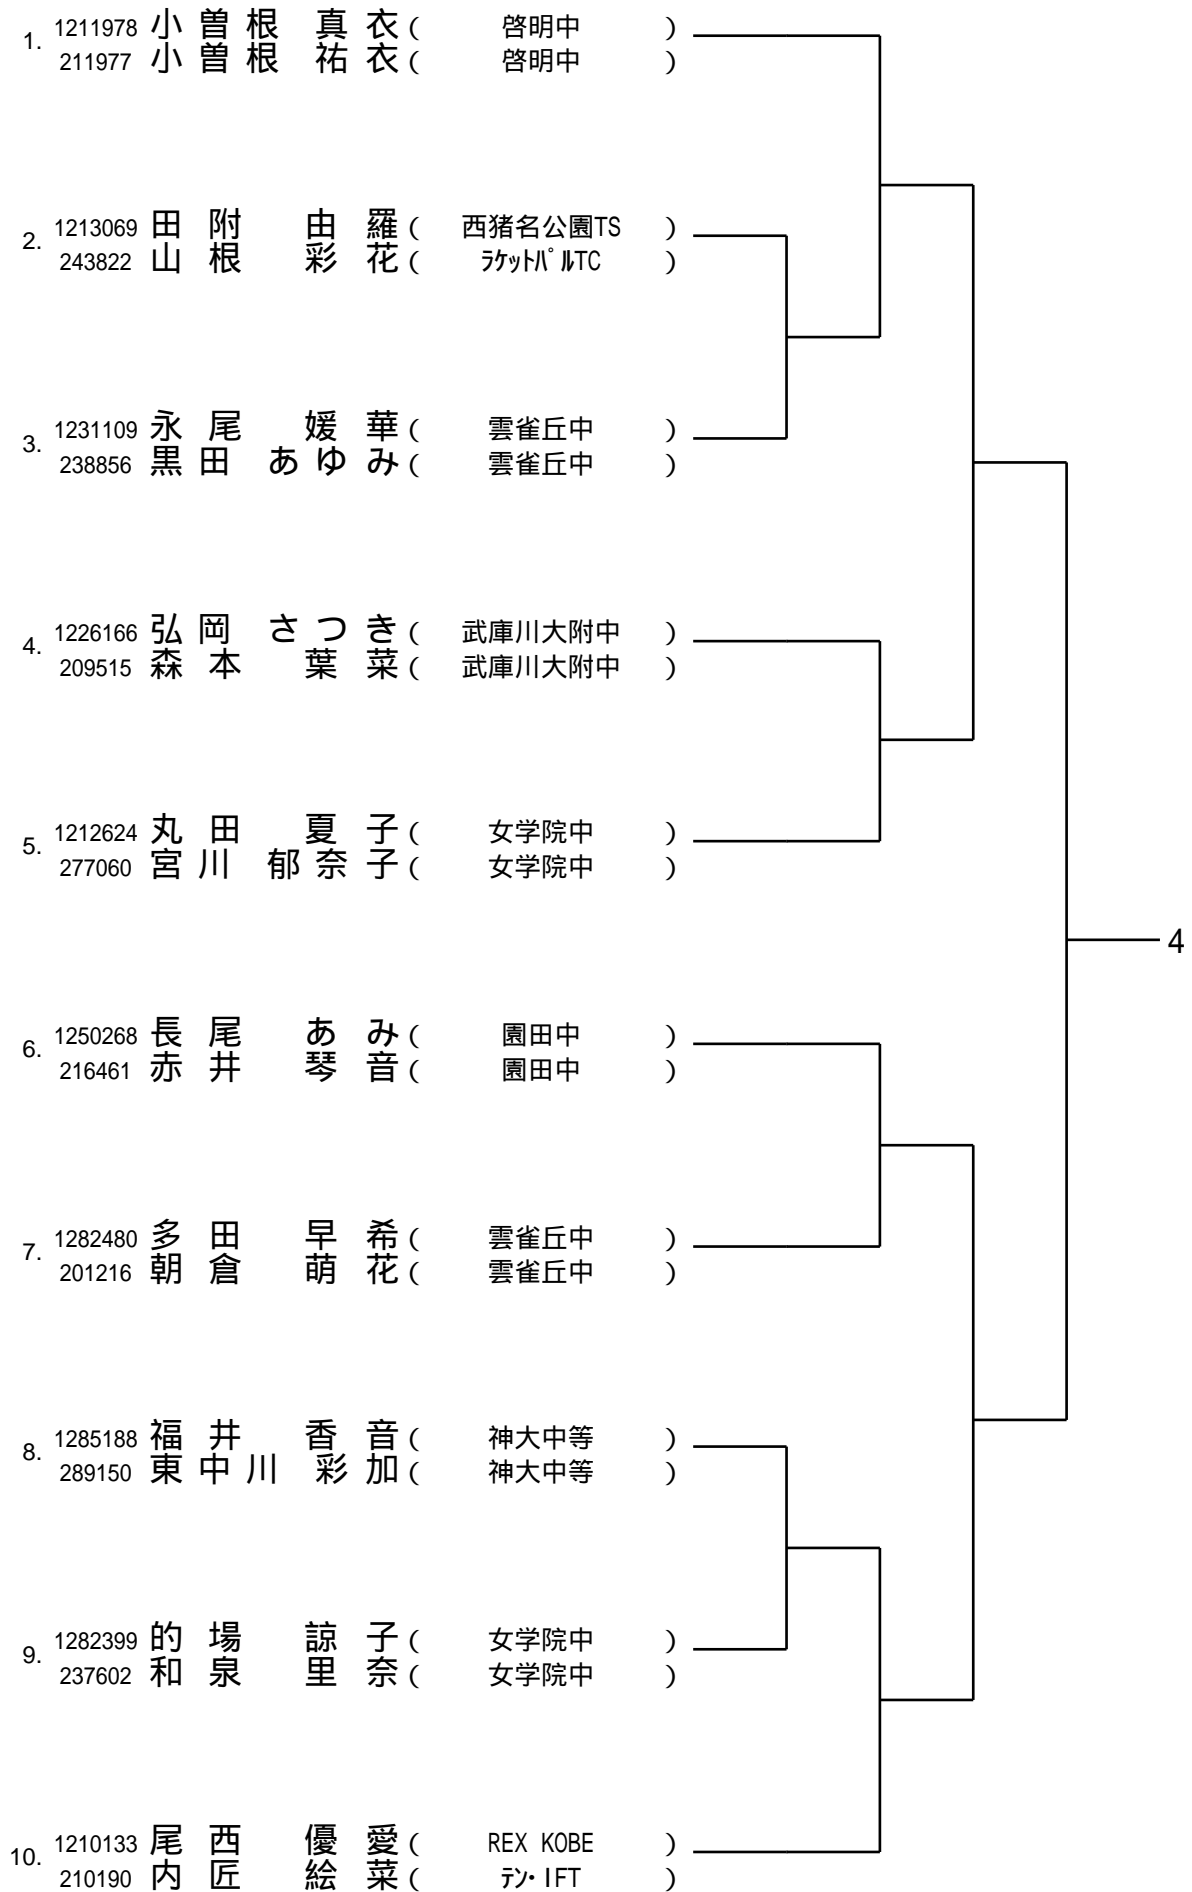 1. 1211978 小曽根 真衣 ( 啓明中 )
211977 小曽根 祐衣 ( 啓明中 )
2. 1213069 田附 由羅 ( 西猪名公園TS )
243822 山根 彩花 ( ﾗｹｯﾄﾊﾟﾙTC )
3. 1231109 永尾 媛華 ( 雲雀丘中 )
238856 黒田 あゆみ ( 雲雀丘中 )
4. 1226166 弘岡 さつき ( 武庫川大附中 )
209515 森本 葉菜 ( 武庫川大附中 )
5. 1212624 丸田 夏子 ( 女学院中 )
277060 宮川 郁奈子 ( 女学院中 )
4
6. 1250268 長尾 あみ ( 園田中 )
216461 赤井 琴音 ( 園田中 )
7. 1282480 多田 早希 ( 雲雀丘中 )
201216 朝倉 萌花 ( 雲雀丘中 )
8. 1285188 福井 香音 ( 神大中等 )
289150 東中川 彩加 ( 神大中等 )
9. 1282399 的場 諒子 ( 女学院中 )
237602 和泉 里奈 ( 女学院中 )
10. 1210133 尾西 優愛 ( REX KOBE )
210190 内匠 絵菜 ( ﾃﾝ･IFT )